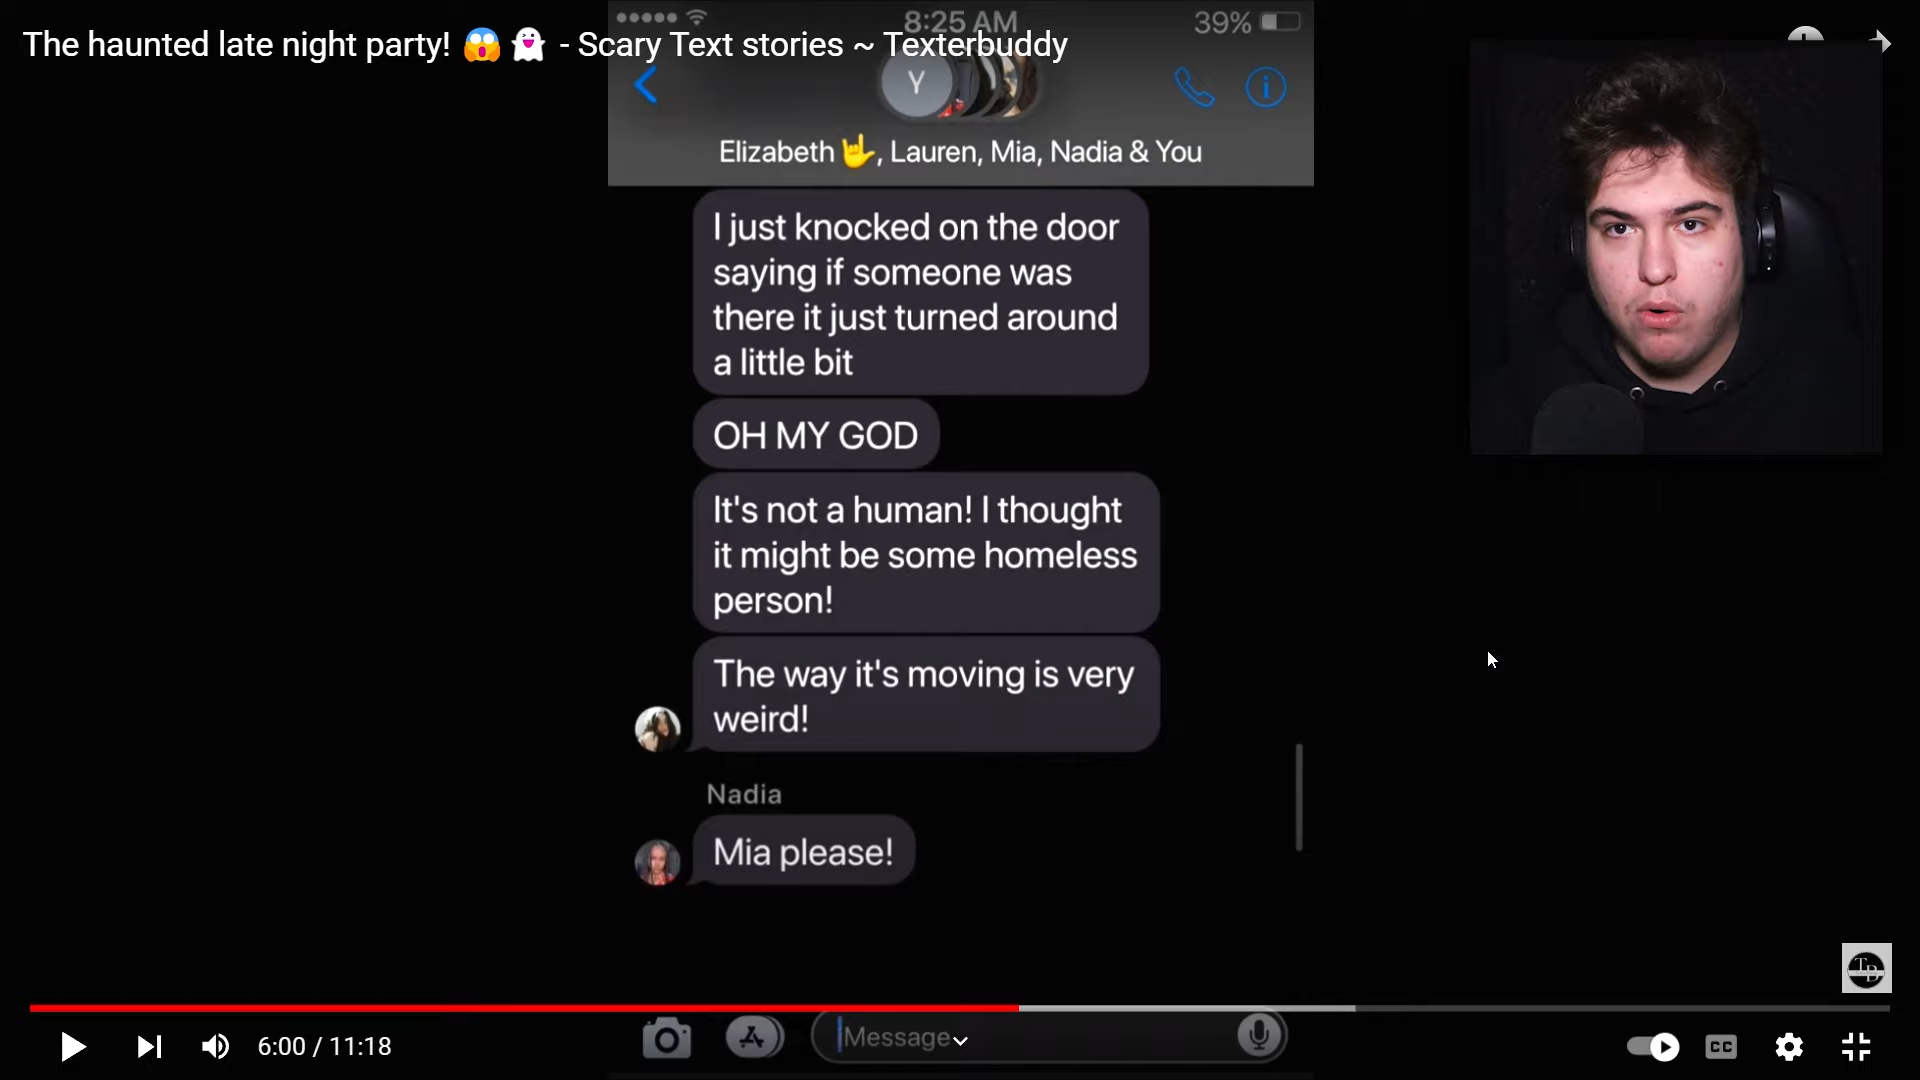 The haunted late night party! 😱👻 - Scary Text stories ~ Texterbuddy
8:25 AM
39%
Y
Elizabeth🤟, Lauren, Mia, Nadia & You
I just knocked on the door
saying if someone was
there it just turned around
a little bit
OH MY GOD
It's not a human! I thought
it might be some homeless
person!
The way it's moving is very
weird!
Nadia
Mia please!
TB
6:00 / 11:18
Message
CC